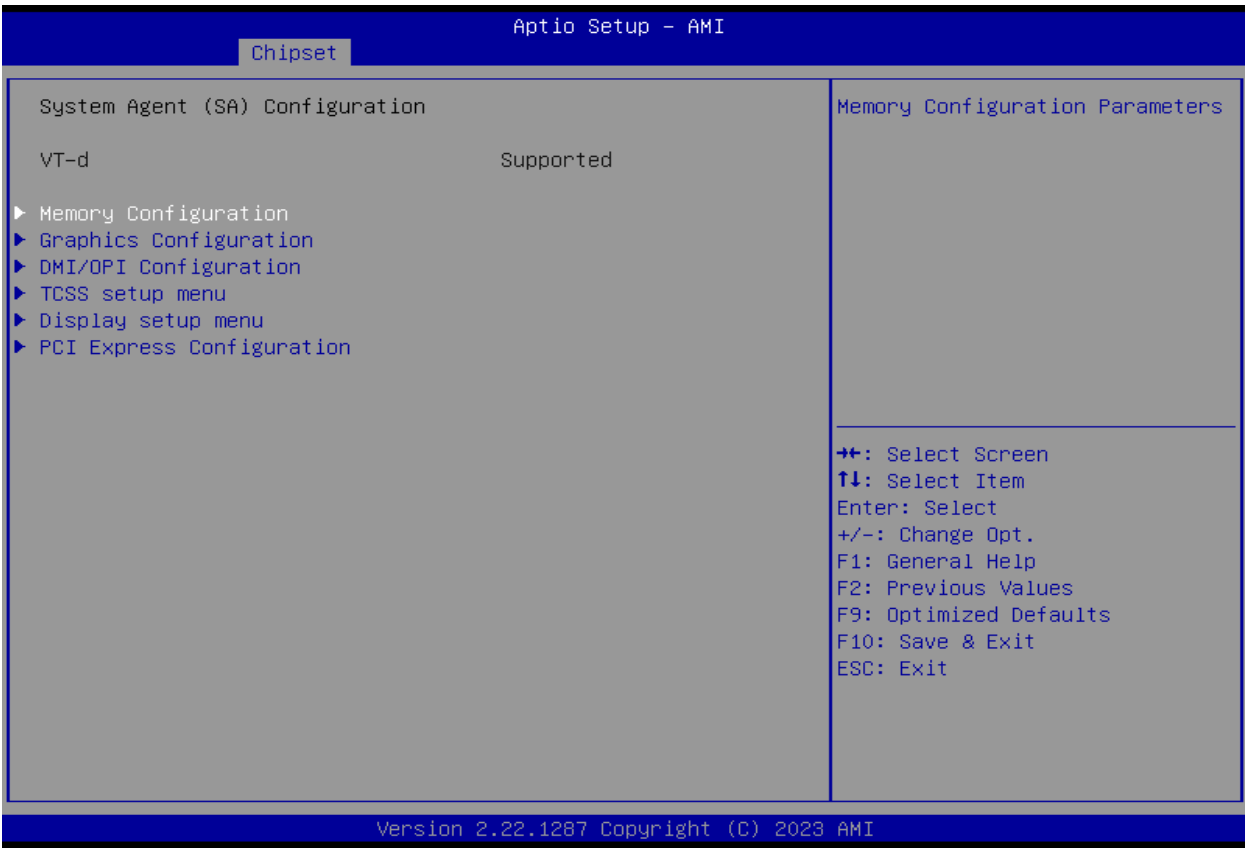 Aptio Setup – AMI
Chipset
System Agent (SA) Configuration
VT-d Supported
▶ Memory Configuration
▶ Graphics Configuration
▶ DMI/OPI Configuration
▶ TCSS setup menu
▶ Display setup menu
▶ PCI Express Configuration
Memory Configuration Parameters
→←: Select Screen
↑↓: Select Item
Enter: Select
+/-: Change Opt.
F1: General Help
F2: Previous Values
F9: Optimized Defaults
F10: Save & Exit
ESC: Exit
Version 2.22.1287 Copyright (C) 2023 AMI